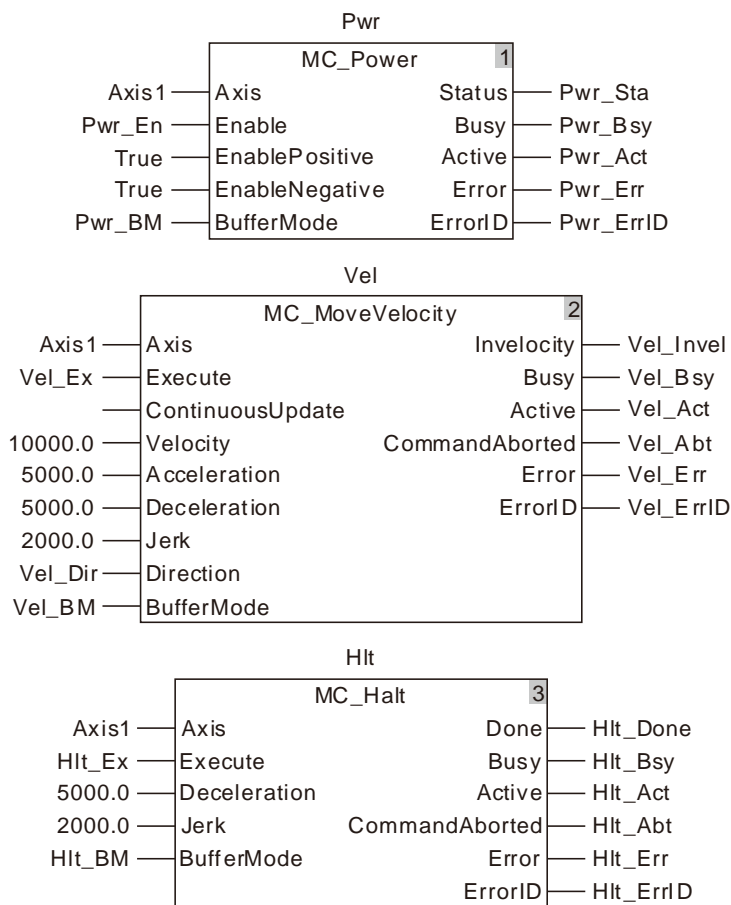 Pwr
MC_Power 1
Axis1 Axis Status Pwr_Sta
Pwr_En Enable Busy Pwr_Bsy
True EnablePositive Active Pwr_Act
True EnableNegative Error Pwr_Err
Pwr_BM BufferMode ErrorID Pwr_ErrID
Vel
MC_MoveVelocity 2
Axis1 Axis Invelocity Vel_Invel
Vel_Ex Execute Busy Vel_Bsy
ContinuousUpdate Active Vel_Act
10000.0 Velocity CommandAborted Vel_Abt
5000.0 Acceleration Error Vel_Err
5000.0 Deceleration ErrorID Vel_ErrID
2000.0 Jerk
Vel_Dir Direction
Vel_BM BufferMode
Hlt
MC_Halt 3
Axis1 Axis Done Hlt_Done
Hlt_Ex Execute Busy Hlt_Bsy
5000.0 Deceleration Active Hlt_Act
2000.0 Jerk CommandAborted Hlt_Abt
Hlt_BM BufferMode Error Hlt_Err
ErrorID Hlt_ErrID